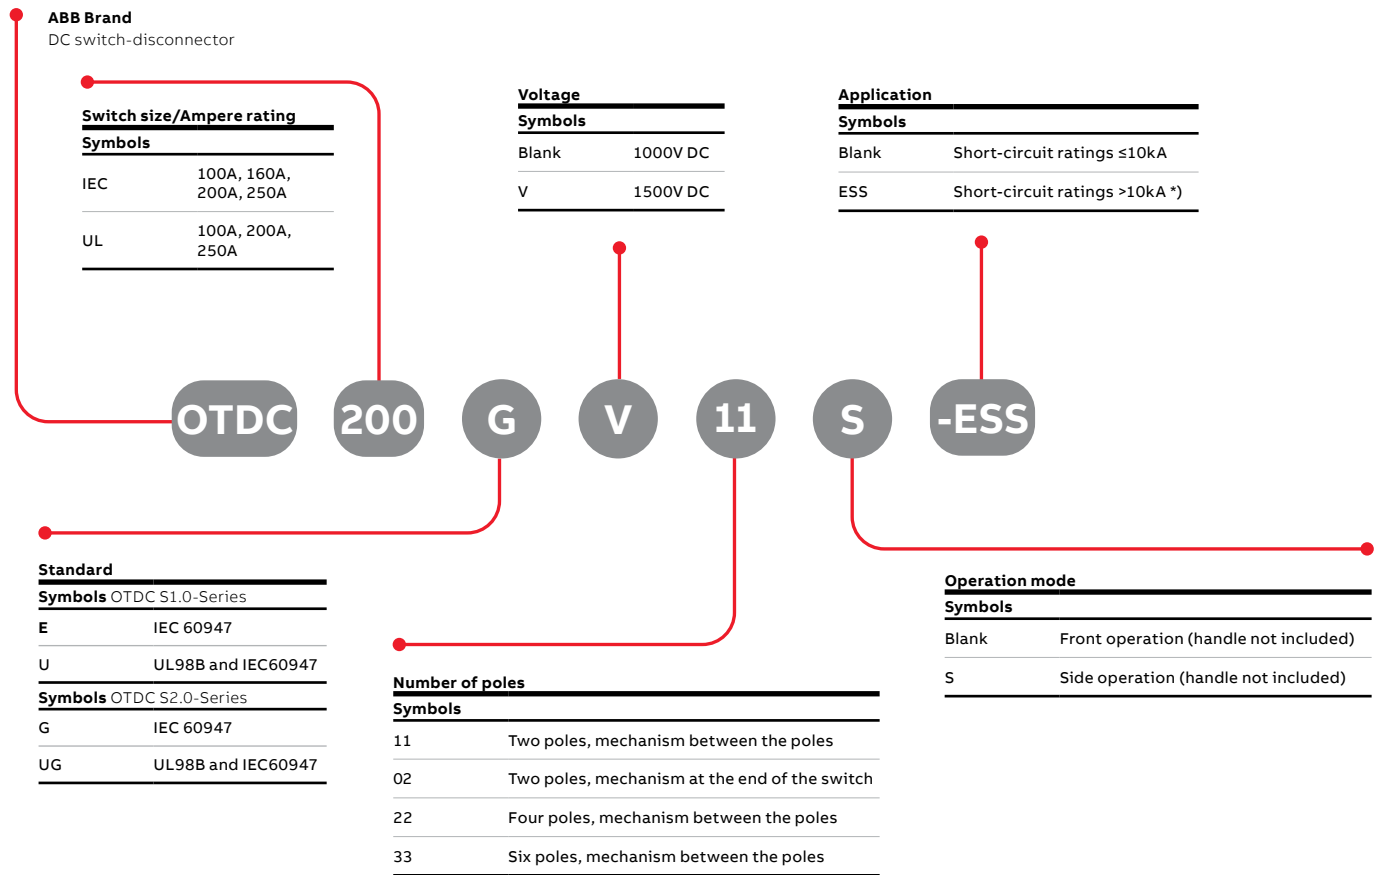 ABB Brand
DC switch-disconnector
Switch size/Ampere rating
Symbols
IEC 100A, 160A,
200A, 250A
UL 100A, 200A,
250A
Voltage
Symbols
Blank 1000V DC
V 1500V DC
Application
Symbols
Blank Short-circuit ratings ≤10kA
ESS Short-circuit ratings >10kA *)
OTDC 200 G V 11 S -ESS
Standard
Symbols OTDC S1.0-Series
E IEC 60947
U UL98B and IEC60947
Symbols OTDC S2.0-Series
G IEC 60947
UG UL98B and IEC60947
Number of poles
Symbols
11 Two poles, mechanism between the poles
02 Two poles, mechanism at the end of the switch
22 Four poles, mechanism between the poles
33 Six poles, mechanism between the poles
Operation mode
Symbols
Blank Front operation (handle not included)
S Side operation (handle not included)